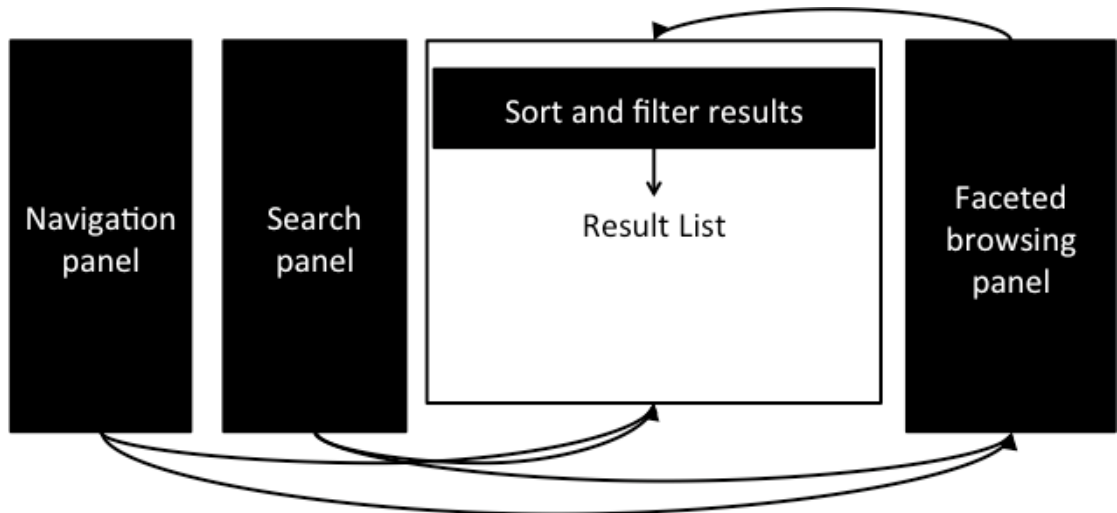 Navigation
panel
Search
panel
Sort and filter results
Result List
Faceted
browsing
panel